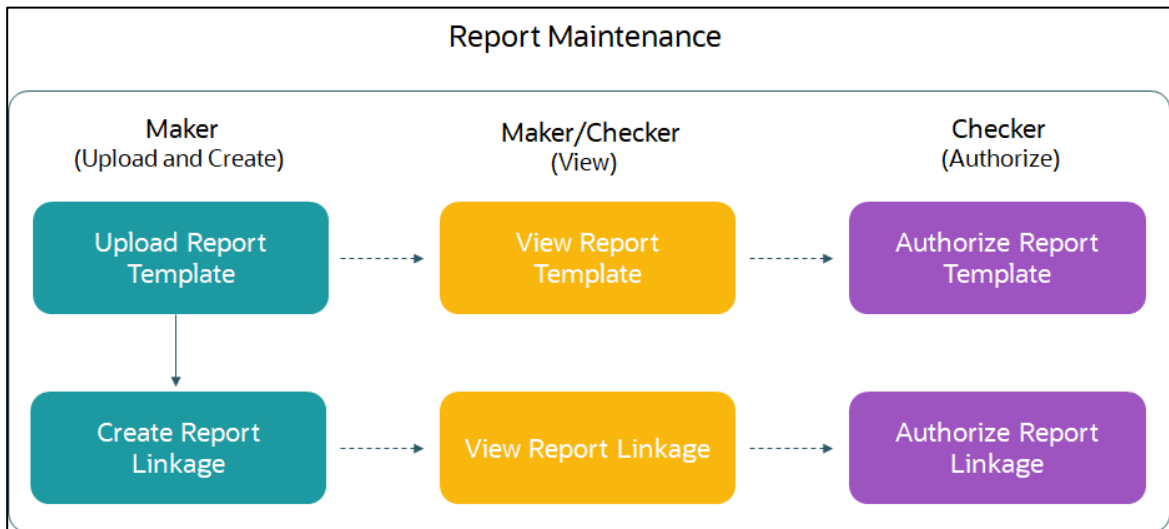 Report Maintenance
Maker
(Upload and Create)
Maker/Checker
(View)
Checker
(Authorize)
Upload Report
Template
View Report
Template
Authorize Report
Template
Create Report
Linkage
View Report Linkage
Authorize Report
Linkage